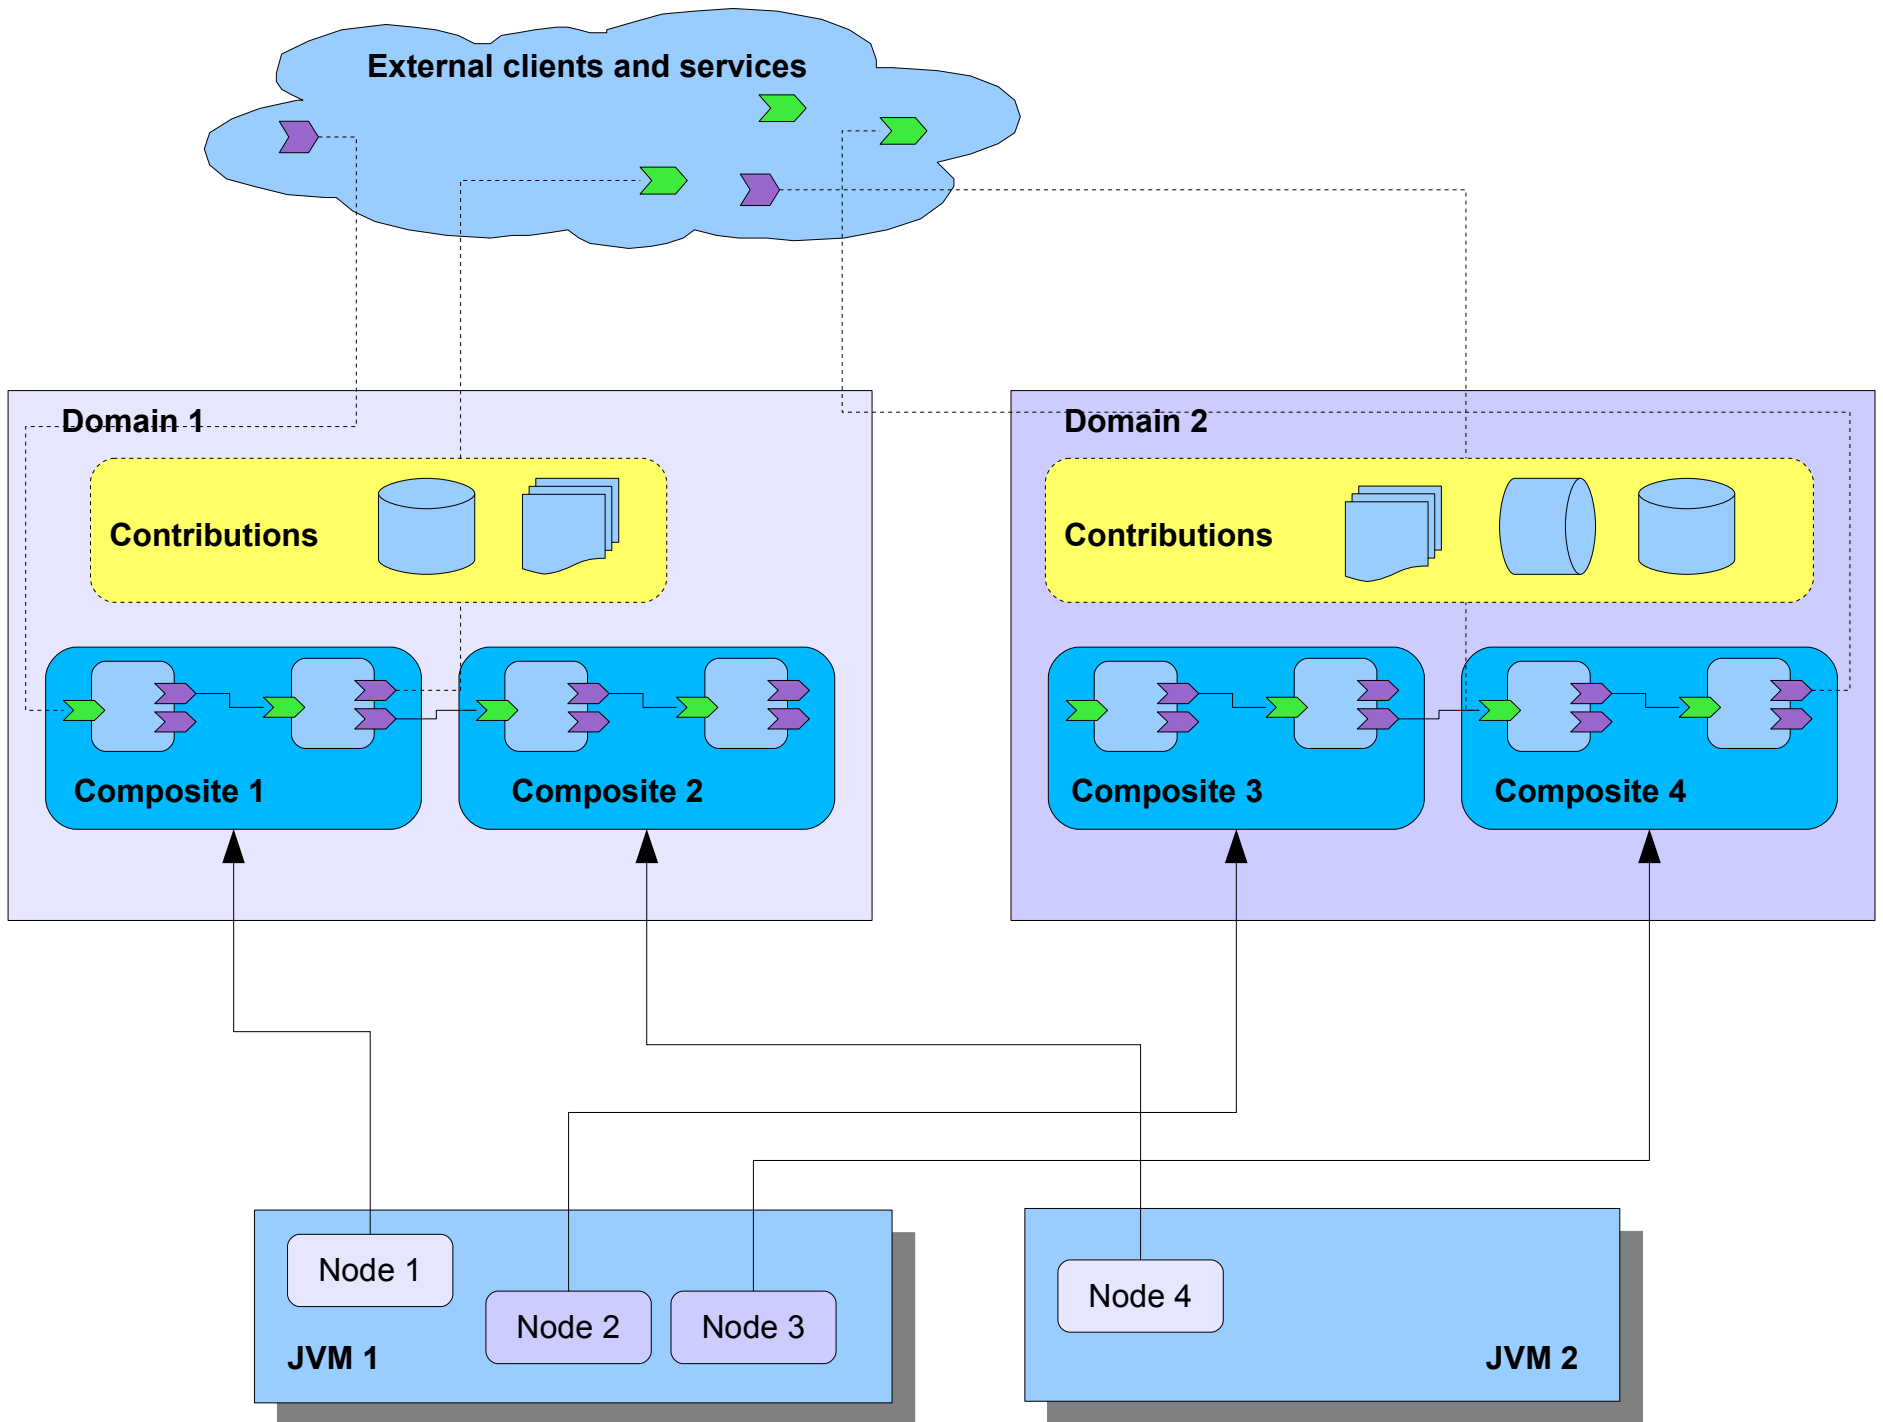 External clients and services
Domain 1
Domain 2
Contributions
Contributions
Composite 1
Composite 2
Composite 3
Composite 4
Node 1
Node 2
Node 3
Node 4
JVM 1
JVM 2